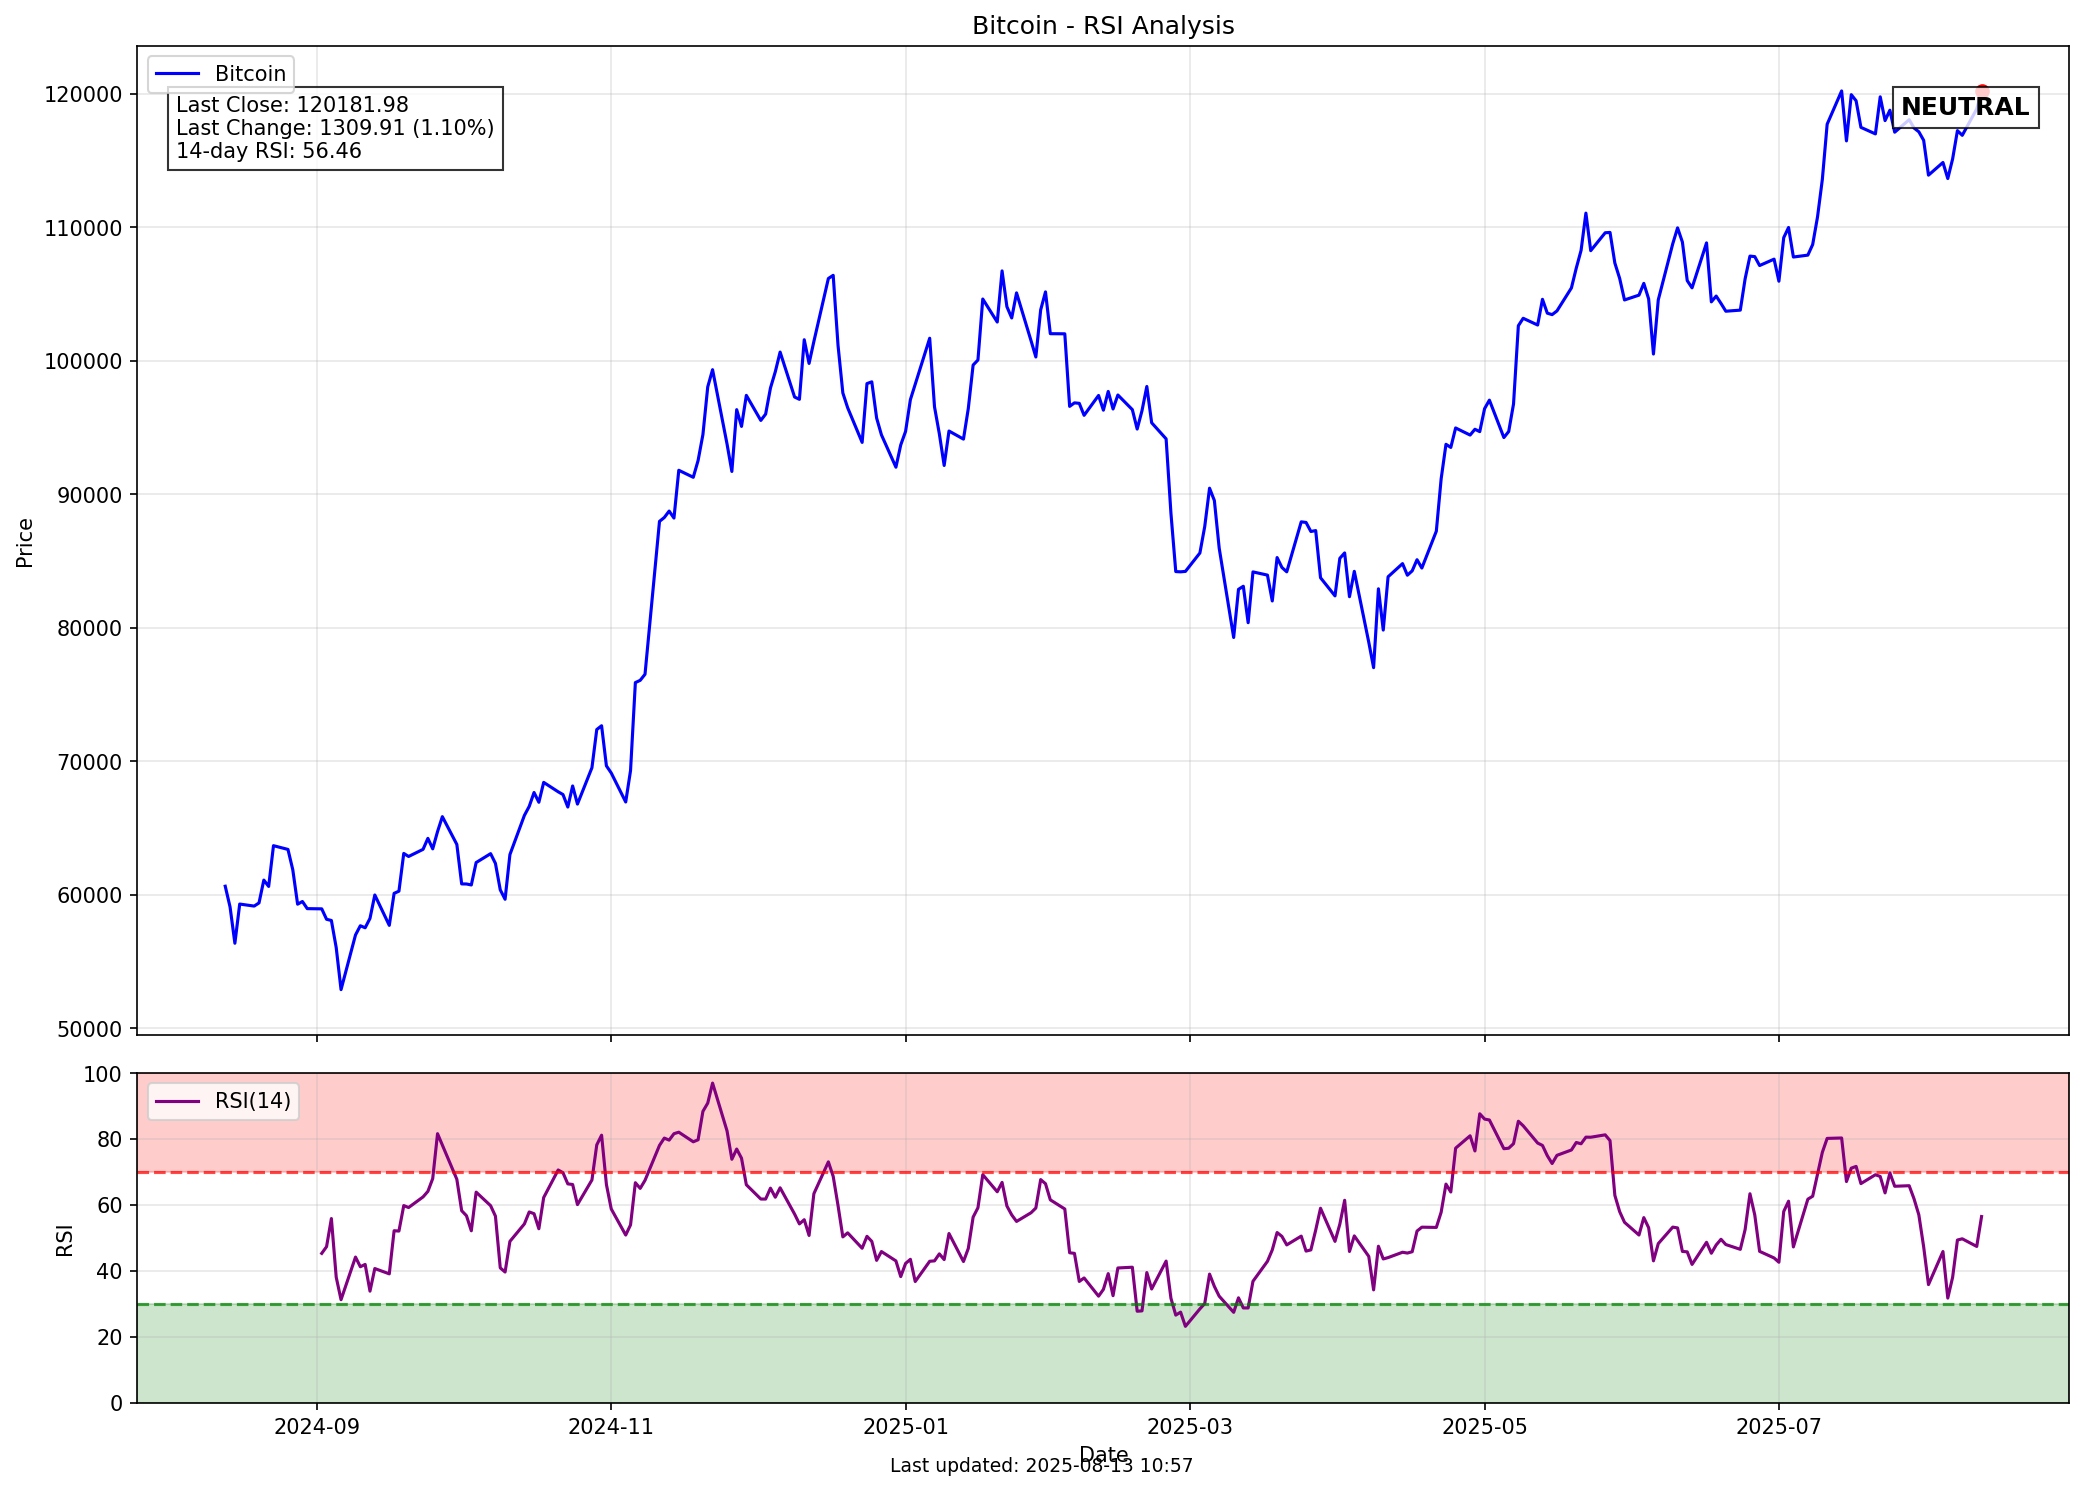 Bitcoin - RSI Analysis
Bitcoin
Last Close: 120181.98
Last Change: 1309.91 (1.10%)
14-day RSI: 56.46
NEUTRAL
120000
110000
100000
90000
80000
70000
60000
50000
Price
RSI(14)
100
80
60
40
20
0
RSI
2024-09
2024-11
2025-01
2025-03
2025-05
2025-07
Date
Last updated: 2025-08-13 10:57